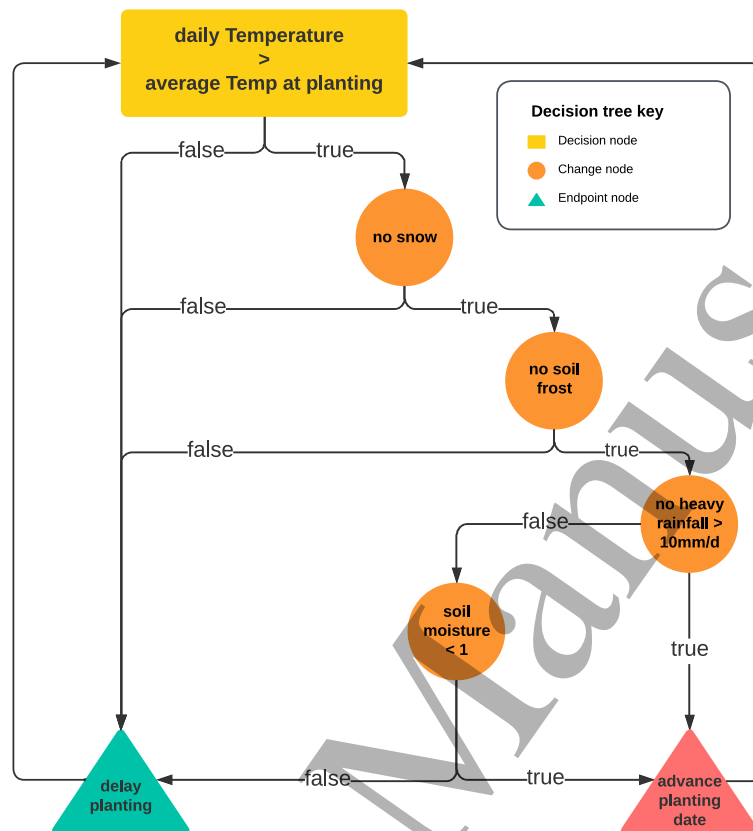 daily Temperature
>
average Temp at planting
Decision tree key
Decision node
Change node
Endpoint node
false
true
no snow
false
true
no soil
frost
false
true
no heavy
rainfall >
10mm/d
false
soil
moisture
< 1
true
delay
planting
false
true
advance
planting
date
Manus